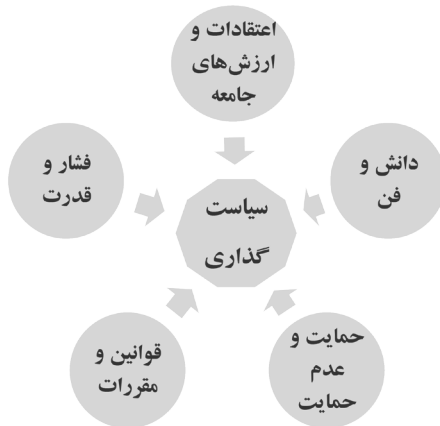 اعتقادات و
ارزش‌های
جامعه
دانش و
فن
فشار و
قدرت
سیاست
گذاری
حمایت و
عدم
حمایت
قوانین و
مقررات